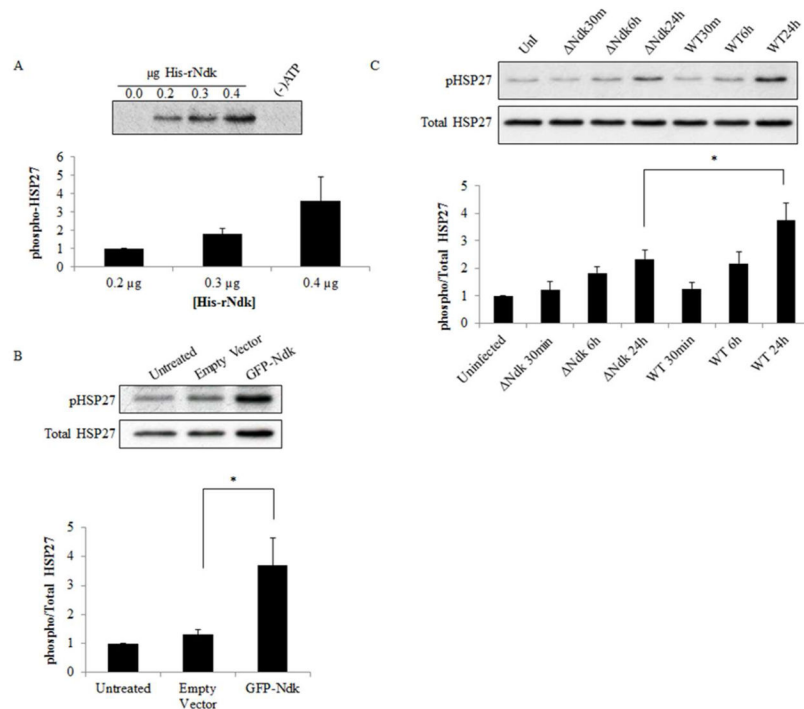 A
µg His-rNdk
0.0 0.2 0.3 0.4 (-)ATP
phospho-HSP27
6
5
4
3
2
1
0
0.2 µg 0.3 µg 0.4 µg
[His-rNdk]
B
Untreated Empty Vector GFP-Ndk
pHSP27
Total HSP27
*
phospho/Total HSP27
5
4
3
2
1
0
Untreated Empty Vector GFP-Ndk
C
UnI ΔNdk30m ΔNdk6h ΔNdk24h WT30m WT6h WT24h
pHSP27
Total HSP27
*
phospho/Total HSP27
5
4
3
2
1
0
Uninfected ΔNdk 30min ΔNdk 6h ΔNdk 24h WT 30min WT 6h WT 24h